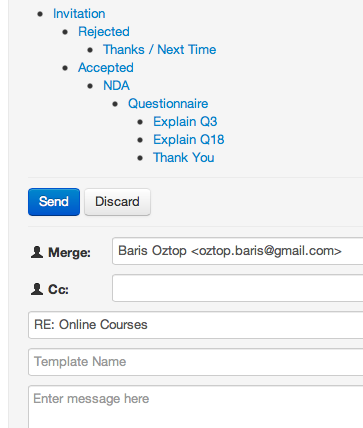 Invitation
Rejected
Thanks / Next Time
Accepted
NDA
Questionnaire
Explain Q3
Explain Q18
Thank You
Send Discard
Merge: Baris Oztop <oztop.baris@gmail.com>
Cc:
RE: Online Courses
Template Name
Enter message here